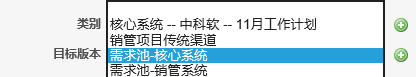 类别 核心系统 -- 中科软 -- 11月工作计划
销管项目传统渠道
目标版本 需求池-核心系统
需求池-销管系统